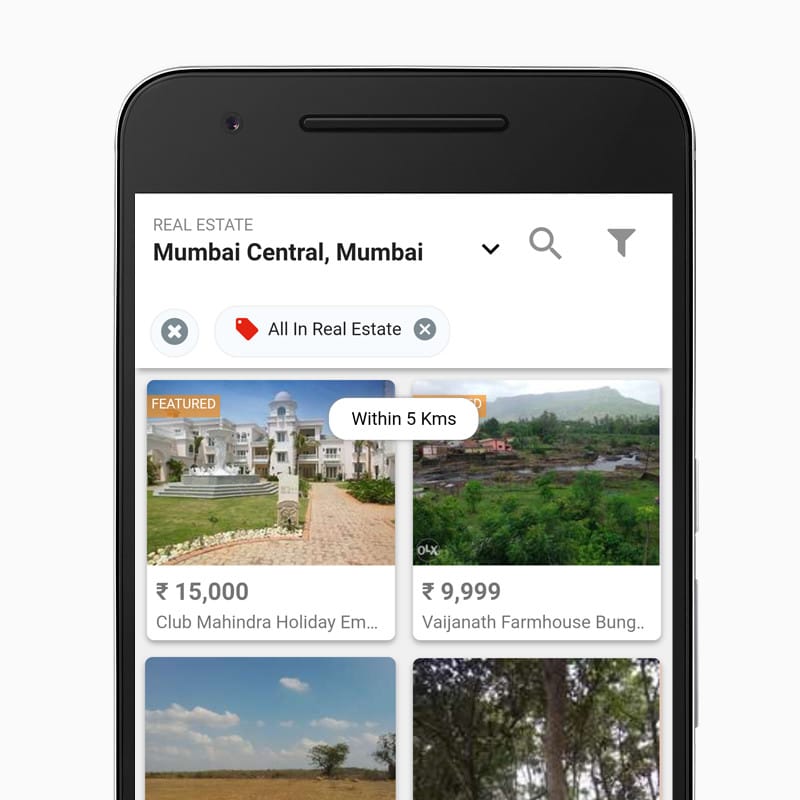 REAL ESTATE
Mumbai Central, Mumbai
All In Real Estate
FEATURED
Within 5 Kms
OLX
₹ 15,000
₹ 9,999
Club Mahindra Holiday Em...
Vaijanath Farmhouse Bung..